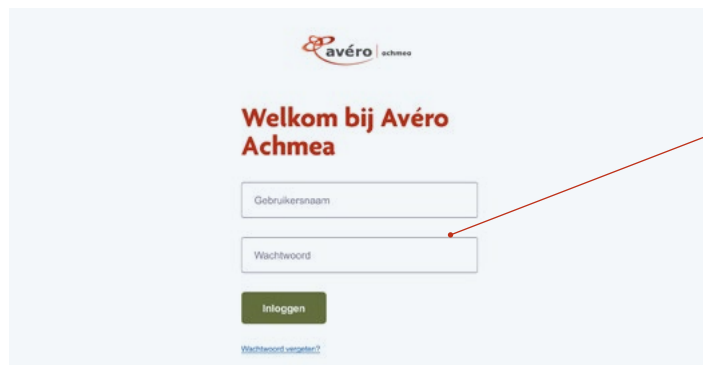 avéro achmea
Welkom bij Avéro
Achmea
Gebruikersnaam
Wachtwoord
Inloggen
Wachtwoord vergeten?